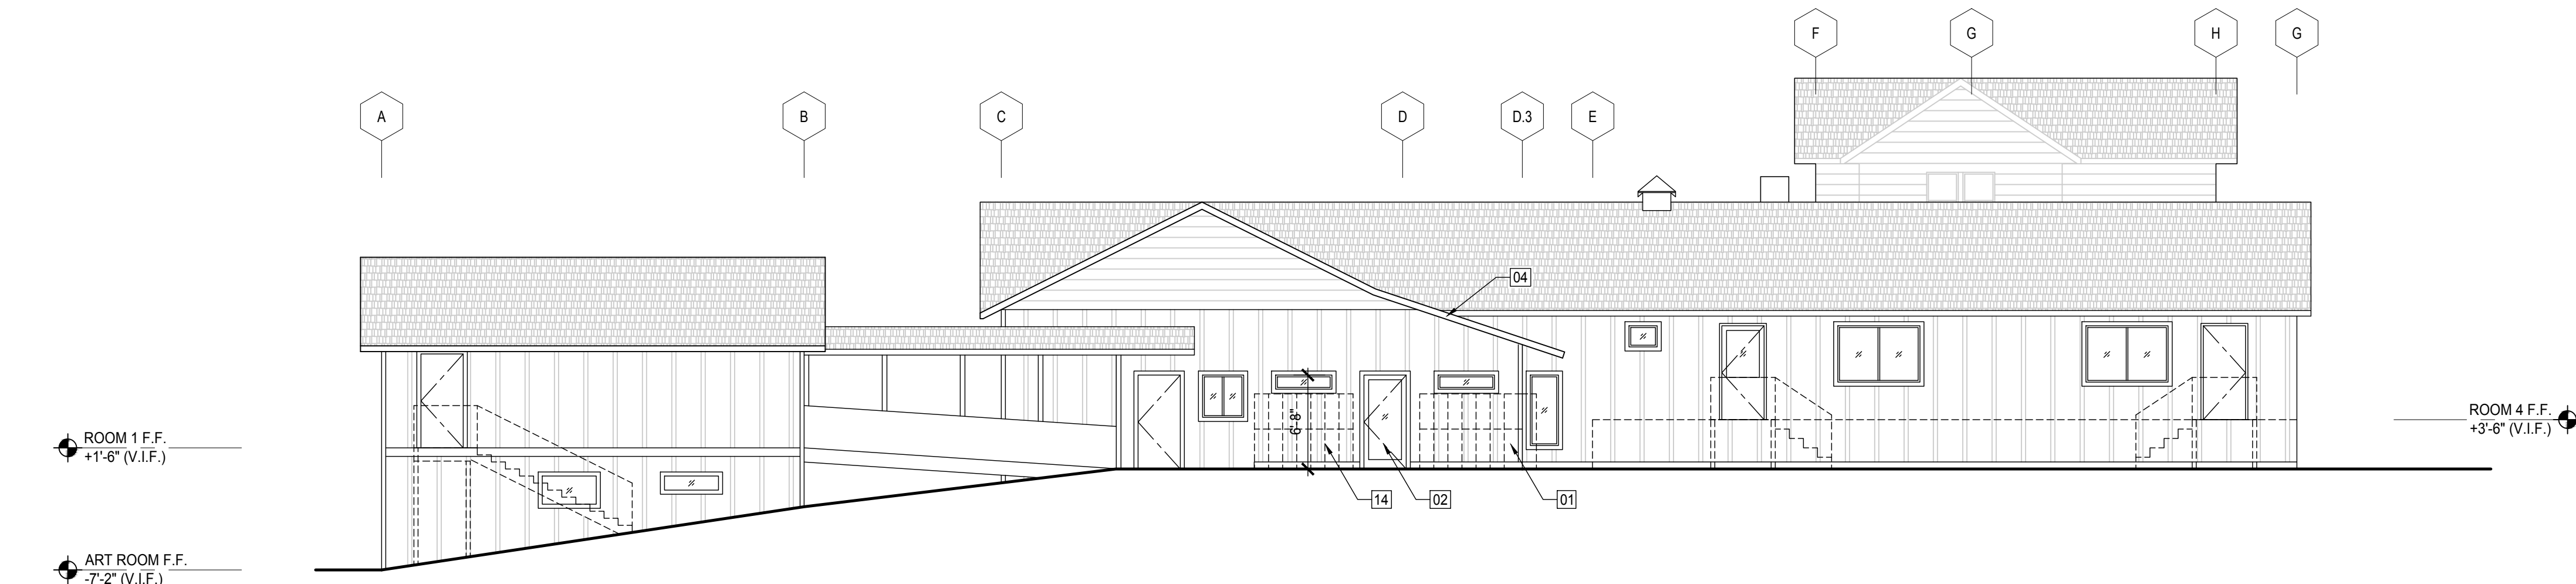 F
G
H
G
A
B
C
D
D.3
E
04
6'-8"
ROOM 1 F.F.
+1'-6" (V.I.F.)
ROOM 4 F.F.
+3'-6" (V.I.F.)
14
02
01
ART ROOM F.F.
-7'-2" (V.I.F.)